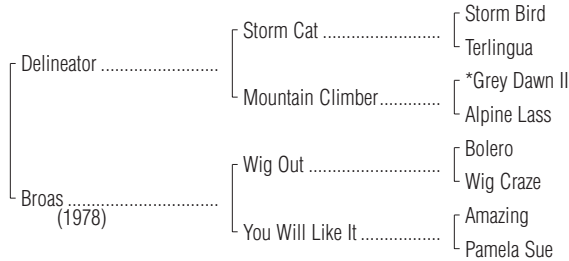 Storm Bird
Storm Cat ......................
Terlingua
Delineator ......................
*Grey Dawn II
Mountain Climber.............
Alpine Lass
Bolero
Wig Out .........................
Wig Craze
Broas ............................
(1978)
Amazing
You Will Like It ...............
Pamela Sue